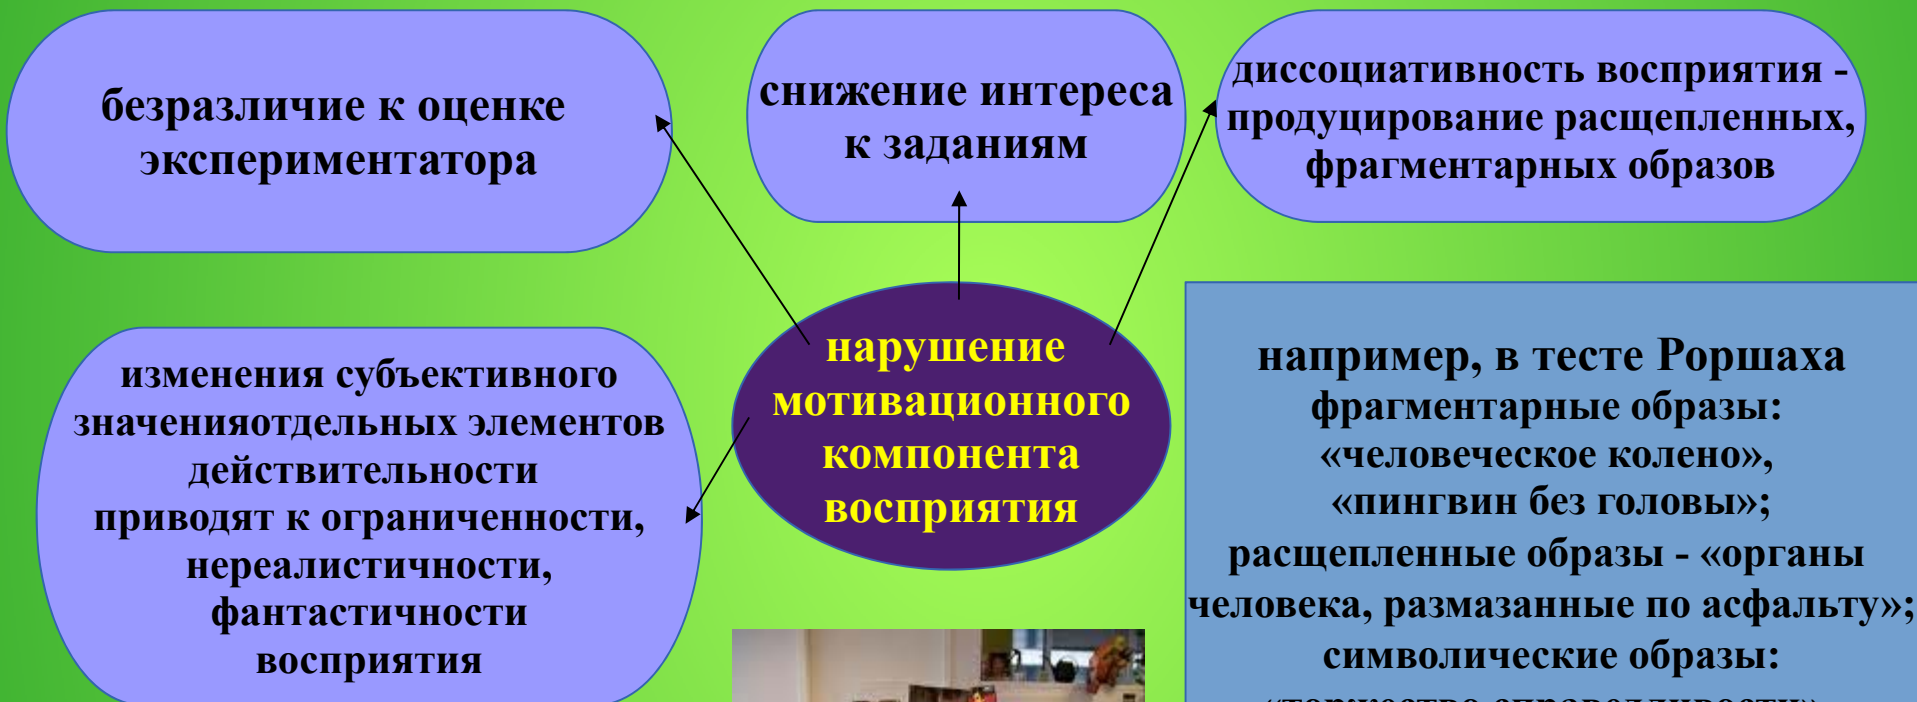 безразличие к оценке
экспериментатора
снижение интереса
к заданиям
диссоциативность восприятия -
продуцирование расщепленных,
фрагментарных образов
изменения субъективного
значенияотдельных элементов
действительности
приводят к ограниченности,
нереалистичности,
фантастичности
восприятия
нарушение
мотивационного
компонента
восприятия
например, в тесте Роршаха
фрагментарные образы:
«человеческое колено»,
«пингвин без головы»;
расщепленные образы - «органы
человека, размазанные по асфальту»;
символические образы:
«торжество справедливости»